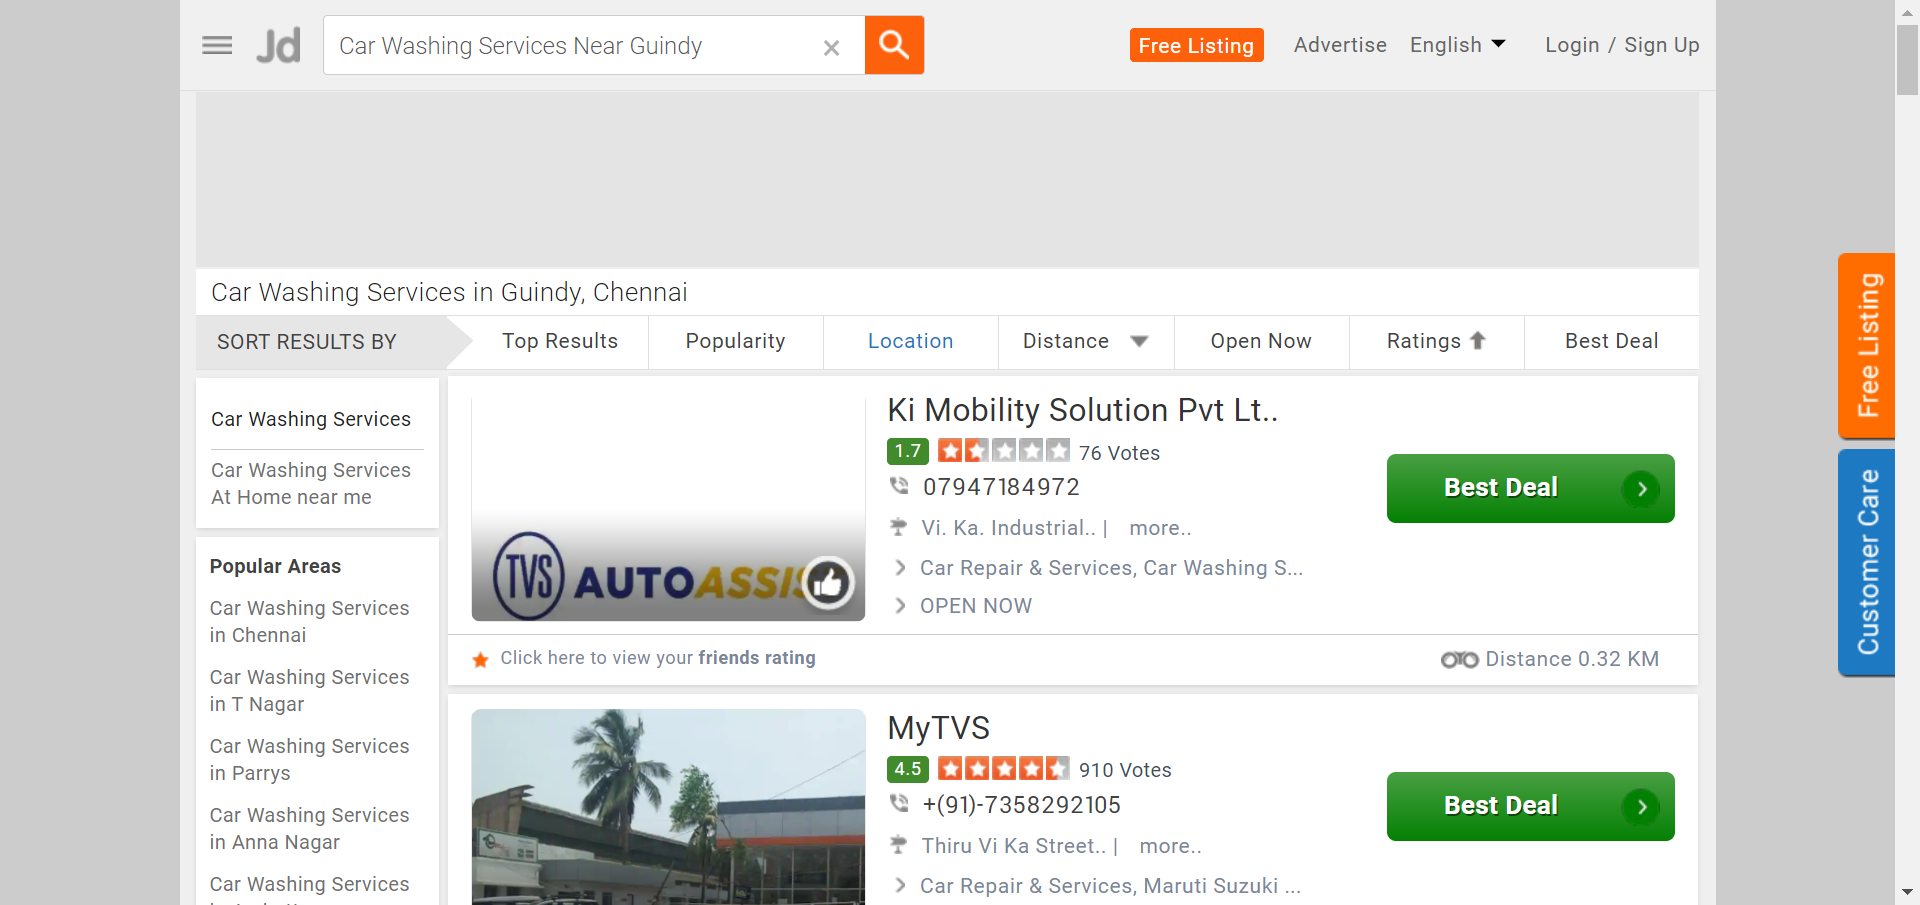 Jd
Car Washing Services Near Guindy
Free Listing
Advertise
English
Login / Sign Up
Car Washing Services in Guindy, Chennai
SORT RESULTS BY
Top Results
Popularity
Location
Distance
Open Now
Ratings
Best Deal
Car Washing Services
Car Washing Services
At Home near me
Popular Areas
Car Washing Services
in Chennai
Car Washing Services
in T Nagar
Car Washing Services
in Parrys
Car Washing Services
in Anna Nagar
Car Washing Services
TVS AUTOASSIS
Ki Mobility Solution Pvt Lt..
1.7 76 Votes
07947184972
Vi. Ka. Industrial.. | more..
Car Repair & Services, Car Washing S...
OPEN NOW
Best Deal
Click here to view your friends rating
Distance 0.32 KM
MyTVS
4.5 910 Votes
+(91)-7358292105
Thiru Vi Ka Street.. | more..
Car Repair & Services, Maruti Suzuki ...
Best Deal
Free Listing
Customer Care